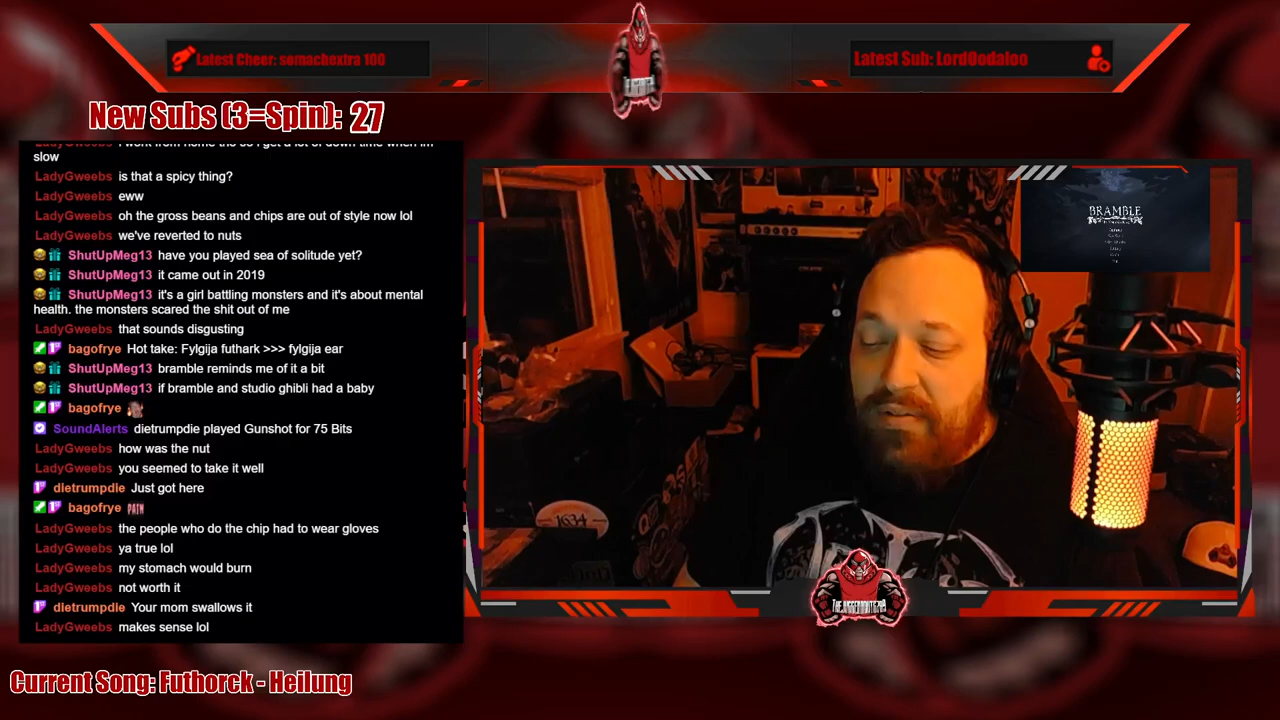 Latest Cheer: somachextra 100
Latest Sub: LordOodaloo
New Subs (3=Spin): 27
slow
LadyGweebs is that a spicy thing?
LadyGweebs eww
LadyGweebs oh the gross beans and chips are out of style now lol
LadyGweebs we've reverted to nuts
ShutUpMeg13 have you played sea of solitude yet?
ShutUpMeg13 it came out in 2019
ShutUpMeg13 it's a girl battling monsters and it's about mental
health. the monsters scared the shit out of me
LadyGweebs that sounds disgusting
bagofrye Hot take: Fylgija futhark >>> fylgija ear
ShutUpMeg13 bramble reminds me of it a bit
ShutUpMeg13 if bramble and studio ghibli had a baby
bagofrye
SoundAlerts dietrumpdie played Gunshot for 75 Bits
LadyGweebs how was the nut
LadyGweebs you seemed to take it well
dietrumpdie Just got here
bagofrye PAIN
LadyGweebs the people who do the chip had to wear gloves
LadyGweebs ya true lol
LadyGweebs my stomach would burn
LadyGweebs not worth it
dietrumpdie Your mom swallows it
LadyGweebs makes sense lol
BRAMBLE
1634
Current Song: Futhorck - Heilung